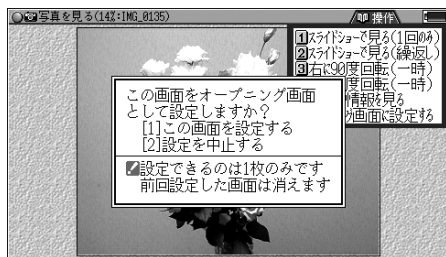 ○写真を見る(14%:IMG_0135)
操作
1スライドショーで見る(1回のみ)
2スライドショーで見る(繰返し)
3右に90度回転(一時)
度回転(一時)
情報を見る
画面に設定する
この画面をオープニング画面
として設定しますか?
[1]この画面を設定する
[2]設定を中止する
設定できるのは1枚のみです
前回設定した画面は消えます